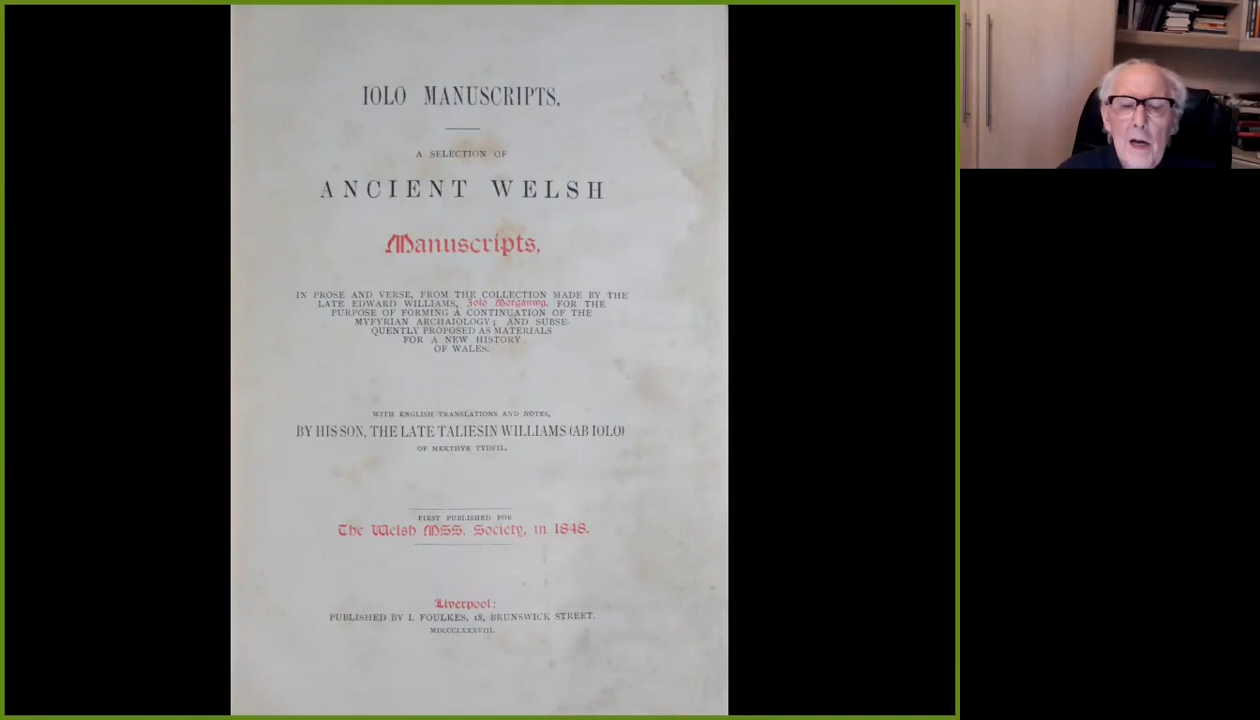 IOLO MANUSCRIPTS.
A SELECTION OF
ANCIENT WELSH
Manuscripts,
IN PROSE AND VERSE, FROM THE COLLECTION MADE BY THE
LATE EDWARD WILLIAMS, Iolo Morganwg, FOR THE
PURPOSE OF FORMING A CONTINUATION OF THE
MYFYRIAN ARCHAIOLOGY; AND SUBSE-
QUENTLY PROPOSED AS MATERIALS
FOR A NEW HISTORY
OF WALES.
WITH ENGLISH TRANSLATIONS AND NOTES,
BY HIS SON, THE LATE TALIESIN WILLIAMS (AB IOLO)
OF MERTHYR TYDFIL.
FIRST PUBLISHED FOR
The Welsh MSS. Society, in 1848.
Liverpool:
PUBLISHED BY I. FOULKES, 18, BRUNSWICK STREET.
MDCCCLXXXVIII.